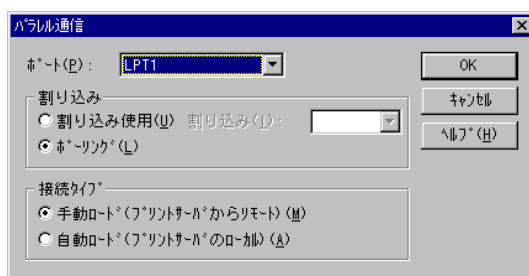 ﾊﾟﾗﾚﾙ通信
ﾎﾟｰﾄ(P): LPT1
OK
割り込み
ｷｬﾝｾﾙ
割り込み使用(U) 割り込み(I):
ﾍﾙﾌﾟ(H)
ﾎﾟｰﾘﾝｸﾞ(L)
接続ﾀｲﾌﾟ
手動ﾛｰﾄﾞ(ﾌﾟﾘﾝﾄｻｰﾊﾞからﾘﾓｰﾄ)(M)
自動ﾛｰﾄﾞ(ﾌﾟﾘﾝﾄｻｰﾊﾞのﾛｰｶﾙ)(A)